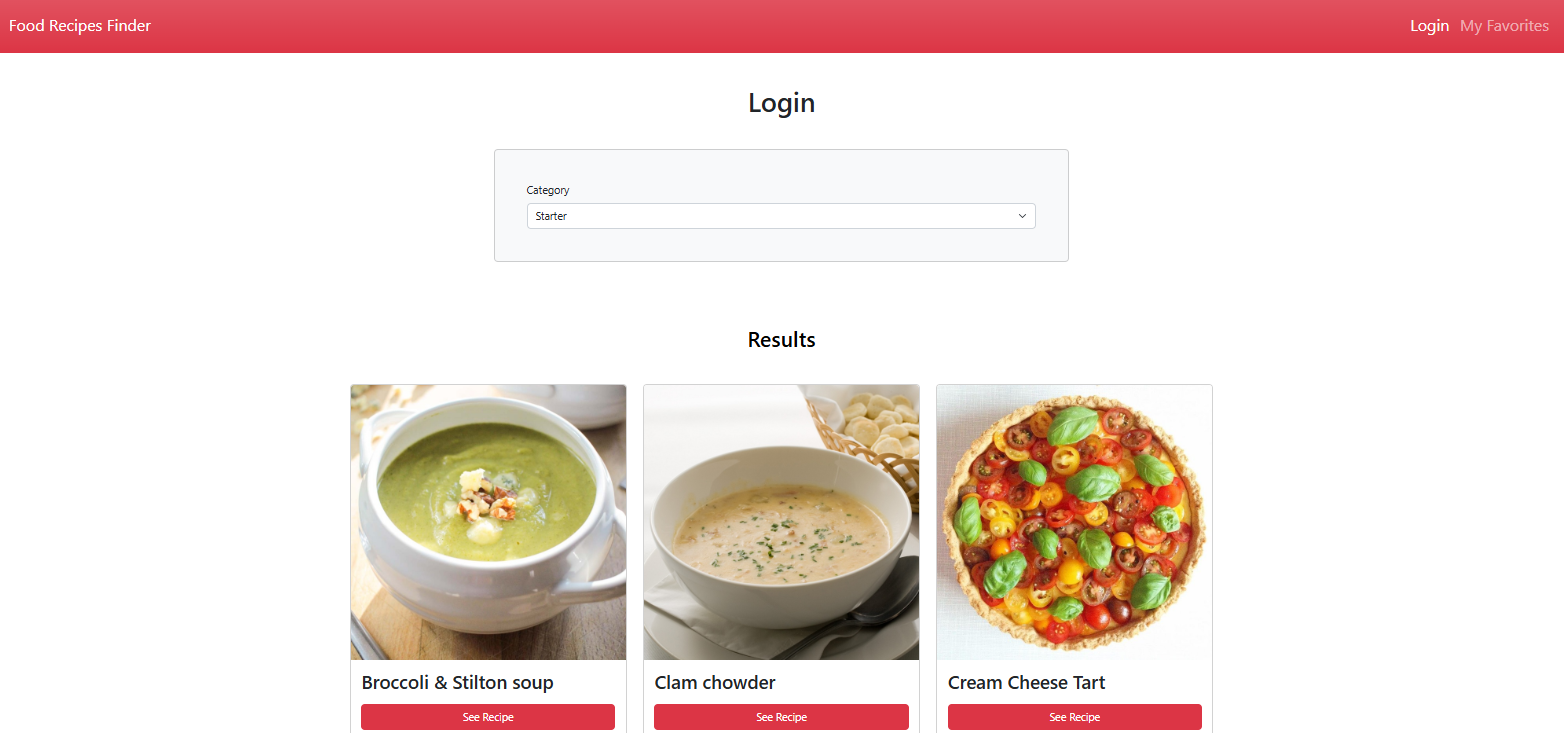 Food Recipes Finder
Login My Favorites
Login
Category
Starter
Results
Broccoli & Stilton soup
See Recipe
Clam chowder
See Recipe
Cream Cheese Tart
See Recipe